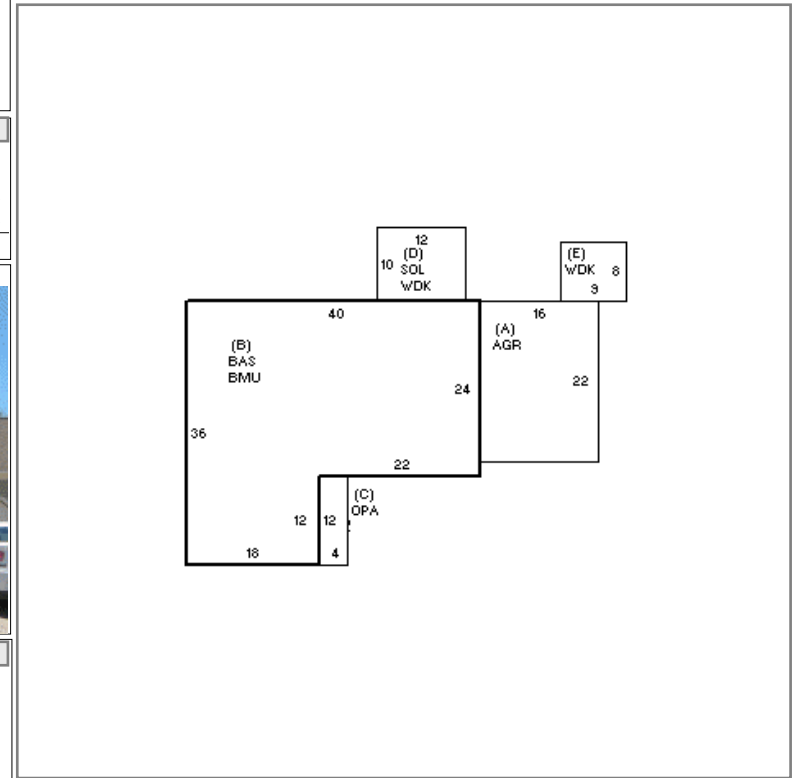 12
(D)
10 SOL
WDK
(E)
WDK 8
9
40
16
(A)
AGR
(B)
BAS
BMU
24
22
36
22
(C)
OPA
12 12
18 4